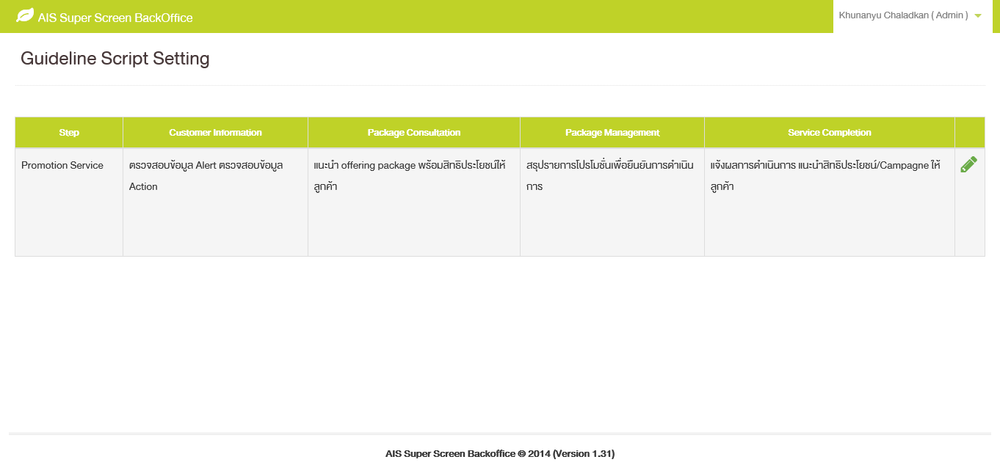 AIS Super Screen BackOffice
Khunanyu Chaladkan ( Admin )
Guideline Script Setting
Step
Customer Information
Package Consultation
Package Management
Service Completion
Promotion Service
ตรวจสอบข้อมูล Alert ตรวจสอบข้อมูล
Action
แนะนำ offering package พร้อมสิทธิประโยชน์ให้
ลูกค้า
สรุปรายการโปรโมชั่นเพื่อยืนยันการดำเนิน
การ
แจ้งผลการดำเนินการ แนะนำสิทธิประโยชน์/Campagne ให้
ลูกค้า
AIS Super Screen Backoffice © 2014 (Version 1.31)